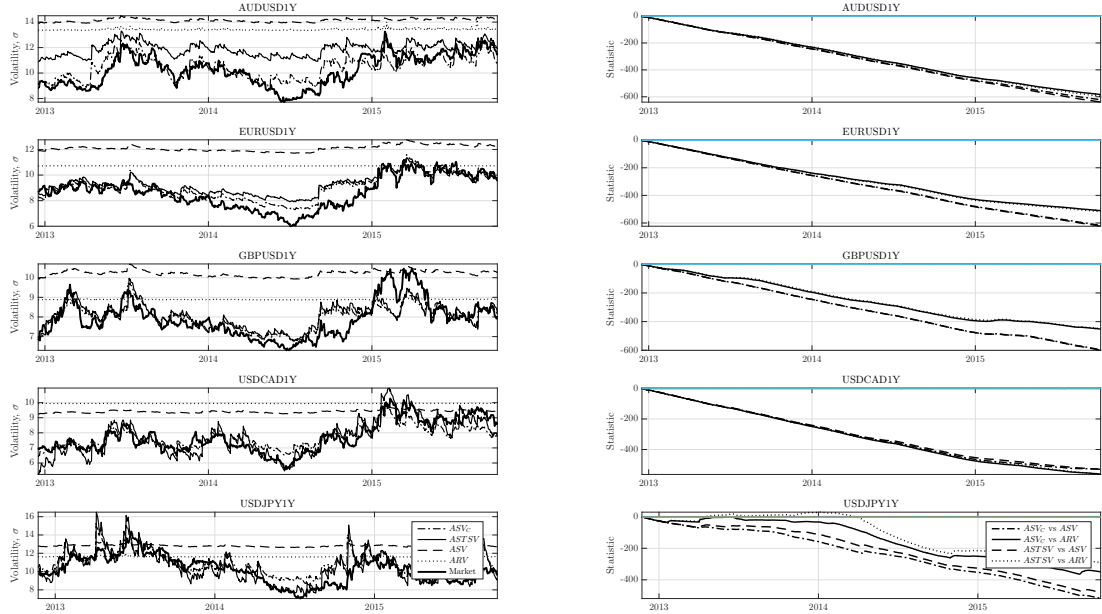 AUDUSD1Y
Volatility, σ
14
12
10
8
2013
2014
2015
EURUSD1Y
Volatility, σ
12
10
8
6
2013
2014
2015
GBPUSD1Y
Volatility, σ
10
9
8
7
2013
2014
2015
USDCAD1Y
Volatility, σ
10
9
8
7
6
2013
2014
2015
USDJPY1Y
Volatility, σ
16
14
12
10
8
2013
2014
2015
ASV_C
ASTSV
ASV
ARV
Market
AUDUSD1Y
Statistic
0
-200
-400
-600
2013
2014
2015
EURUSD1Y
Statistic
0
-200
-400
-600
2013
2014
2015
GBPUSD1Y
Statistic
0
-200
-400
-600
2013
2014
2015
USDCAD1Y
Statistic
0
-200
-400
2013
2014
2015
USDJPY1Y
Statistic
0
-200
-400
2013
2014
2015
ASV_C vs ASV
ASV_C vs ARV
ASTSV vs ASV
ASTSV vs ARV